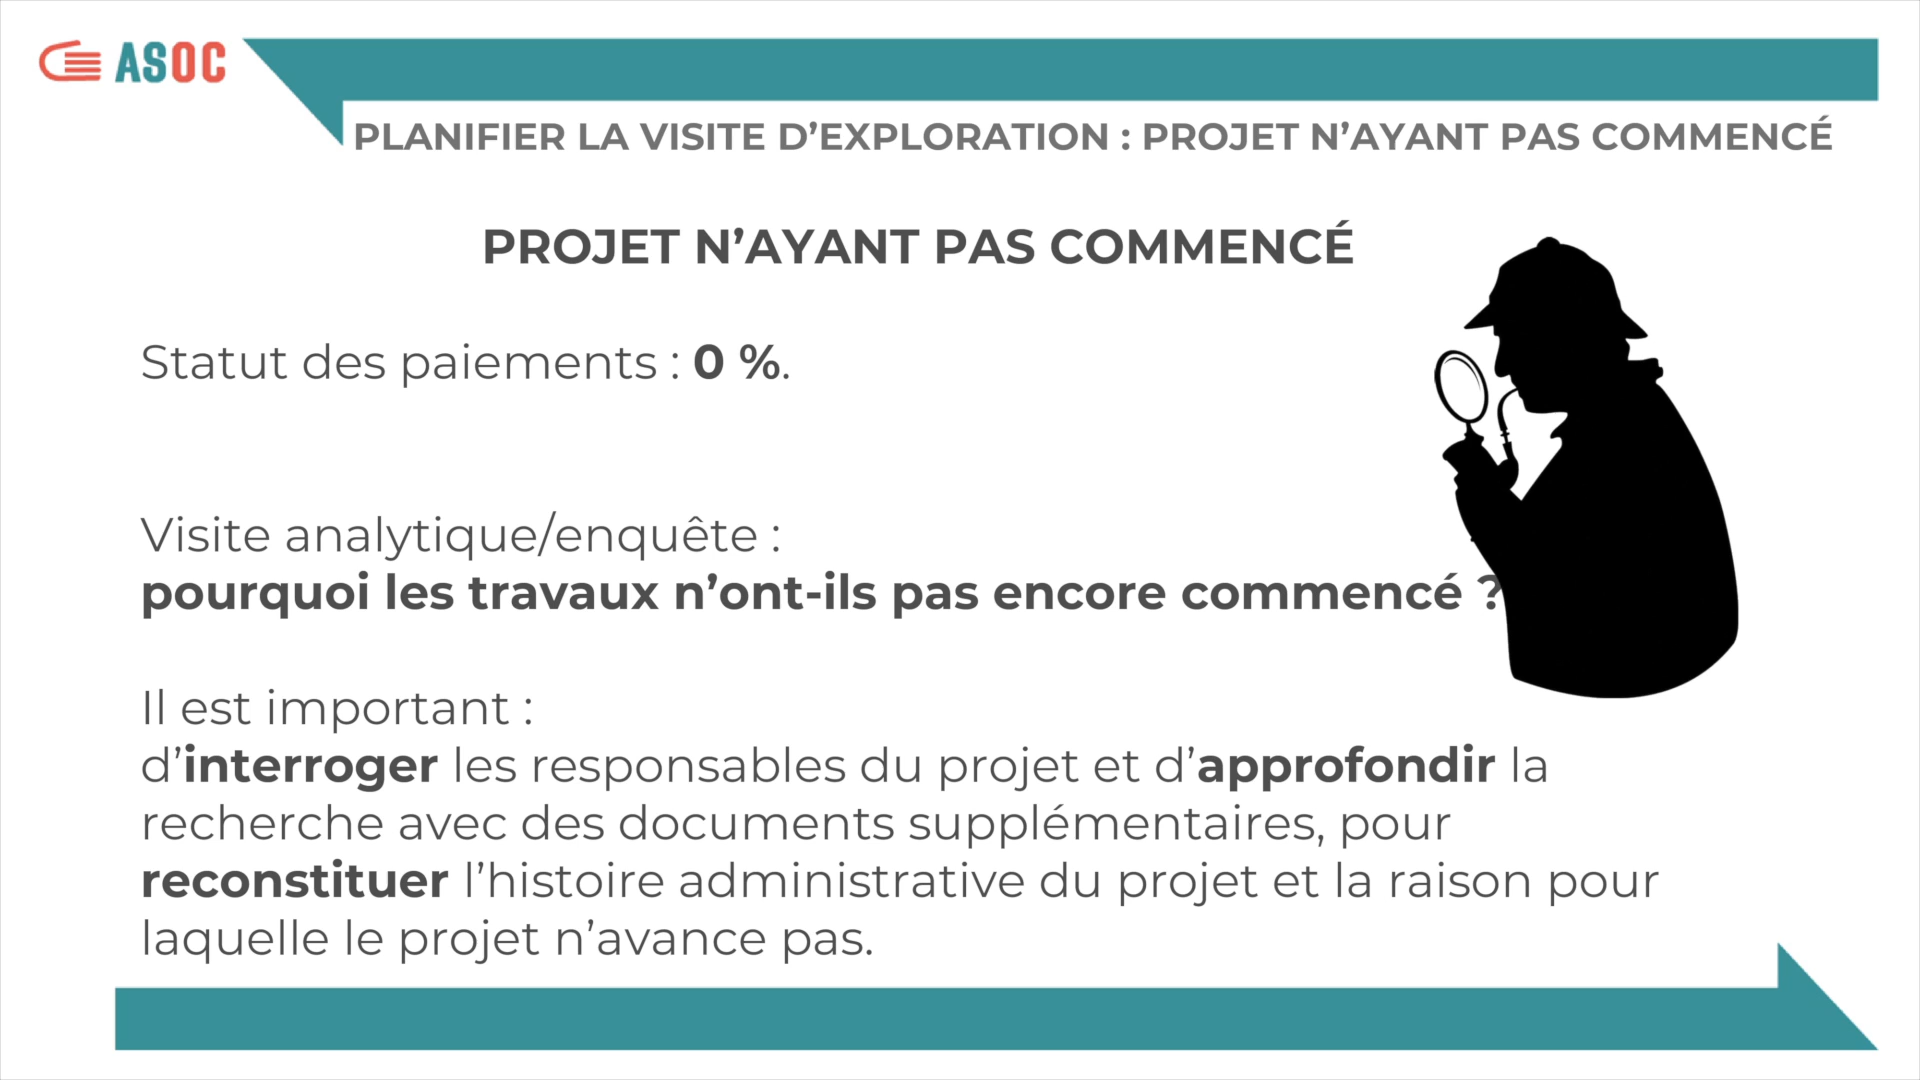 ASOC
PLANIFIER LA VISITE D’EXPLORATION : PROJET N’AYANT PAS COMMENCÉ
PROJET N’AYANT PAS COMMENCÉ
Statut des paiements : 0 %.
Visite analytique/enquête :
pourquoi les travaux n’ont-ils pas encore commencé ?
Il est important :
d’interroger les responsables du projet et d’approfondir la
recherche avec des documents supplémentaires, pour
reconstituer l’histoire administrative du projet et la raison pour
laquelle le projet n’avance pas.